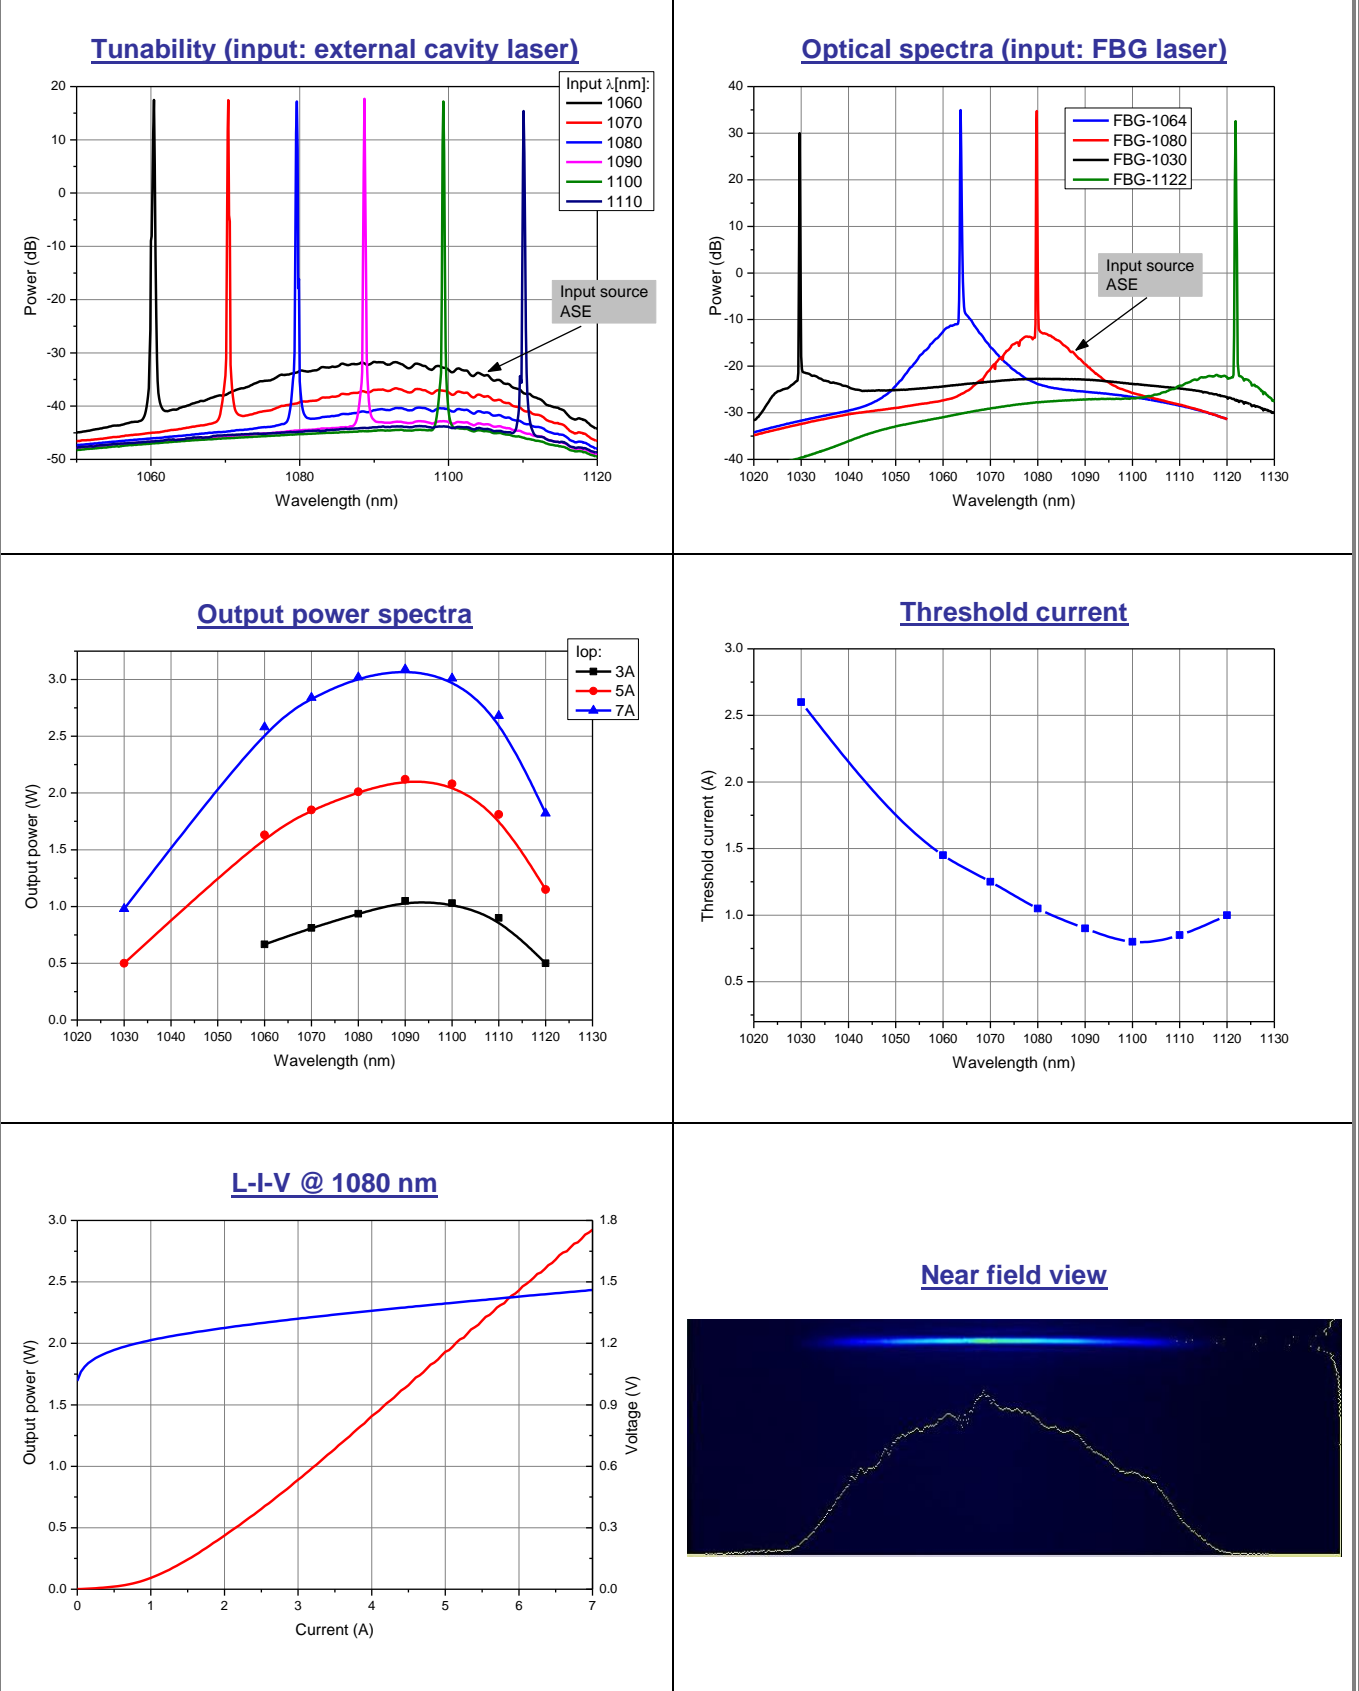 Tunability (input: external cavity laser)
Input λ[nm]:
1060
1070
1080
1090
1100
1110
20
10
0
-10
-20
-30
-40
-50
Power (dB)
Input source
ASE
1060
1080
1100
1120
Wavelength (nm)
Optical spectra (input: FBG laser)
FBG-1064
FBG-1080
FBG-1030
FBG-1122
40
30
20
10
0
-10
-20
-30
-40
Power (dB)
Input source
ASE
1020 1030 1040 1050 1060 1070 1080 1090 1100 1110 1120 1130
Wavelength (nm)
Output power spectra
Iop:
3A
5A
7A
3.0
2.5
2.0
1.5
1.0
0.5
0.0
Output power (W)
1020 1030 1040 1050 1060 1070 1080 1090 1100 1110 1120 1130
Wavelength (nm)
Threshold current
3.0
2.5
2.0
1.5
1.0
0.5
Threshold current (A)
1020 1030 1040 1050 1060 1070 1080 1090 1100 1110 1120 1130
Wavelength (nm)
L-I-V @ 1080 nm
3.0
2.5
2.0
1.5
1.0
0.5
0.0
Output power (W)
1.8
1.5
1.2
0.9
0.6
0.3
0.0
Voltage (V)
0 1 2 3 4 5 6 7
Current (A)
Near field view